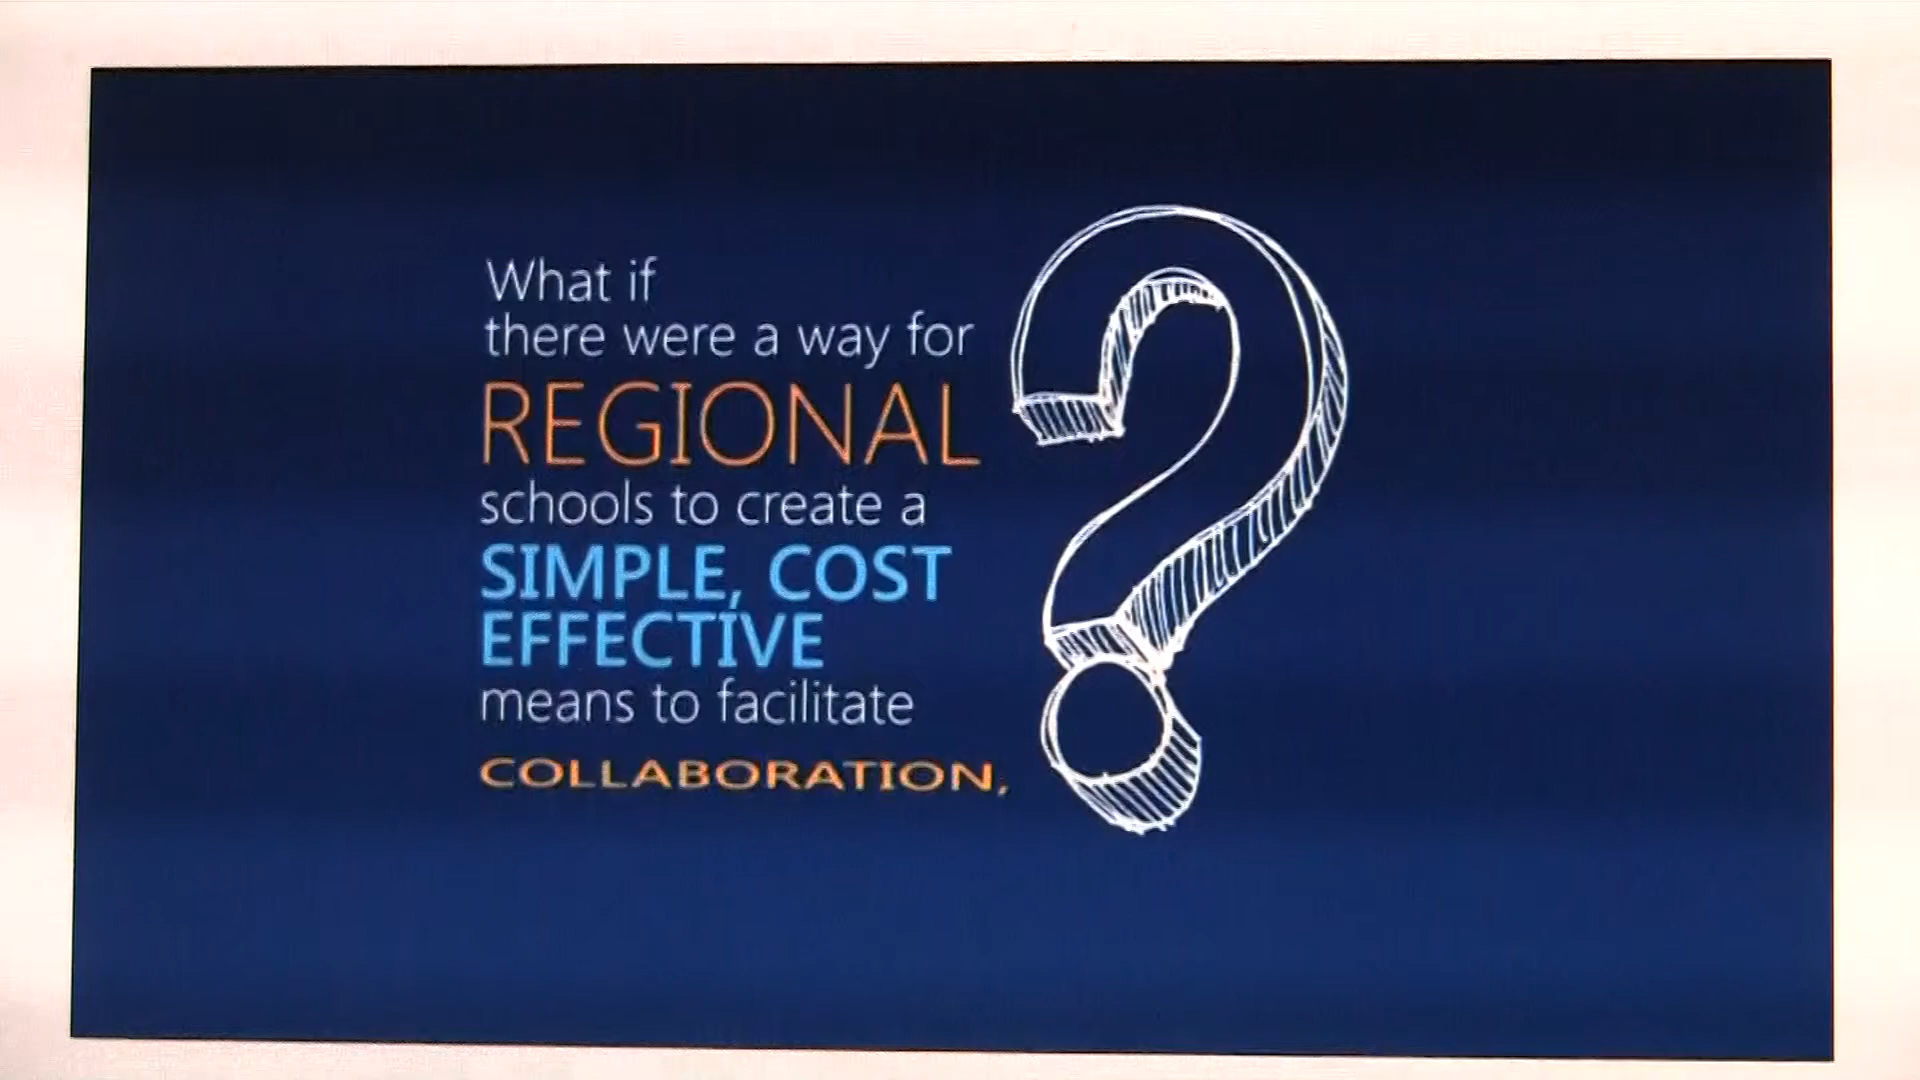 What if
there were a way for
REGIONAL
schools to create a
SIMPLE, COST
EFFECTIVE
means to facilitate
COLLABORATION,